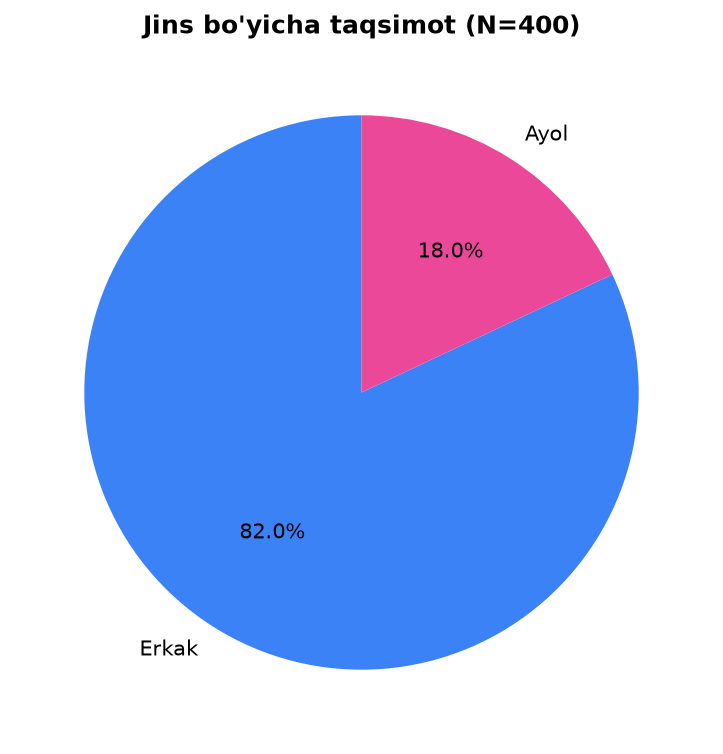 Jins bo'yicha taqsimot (N=400)
Ayol
18.0%
82.0%
Erkak